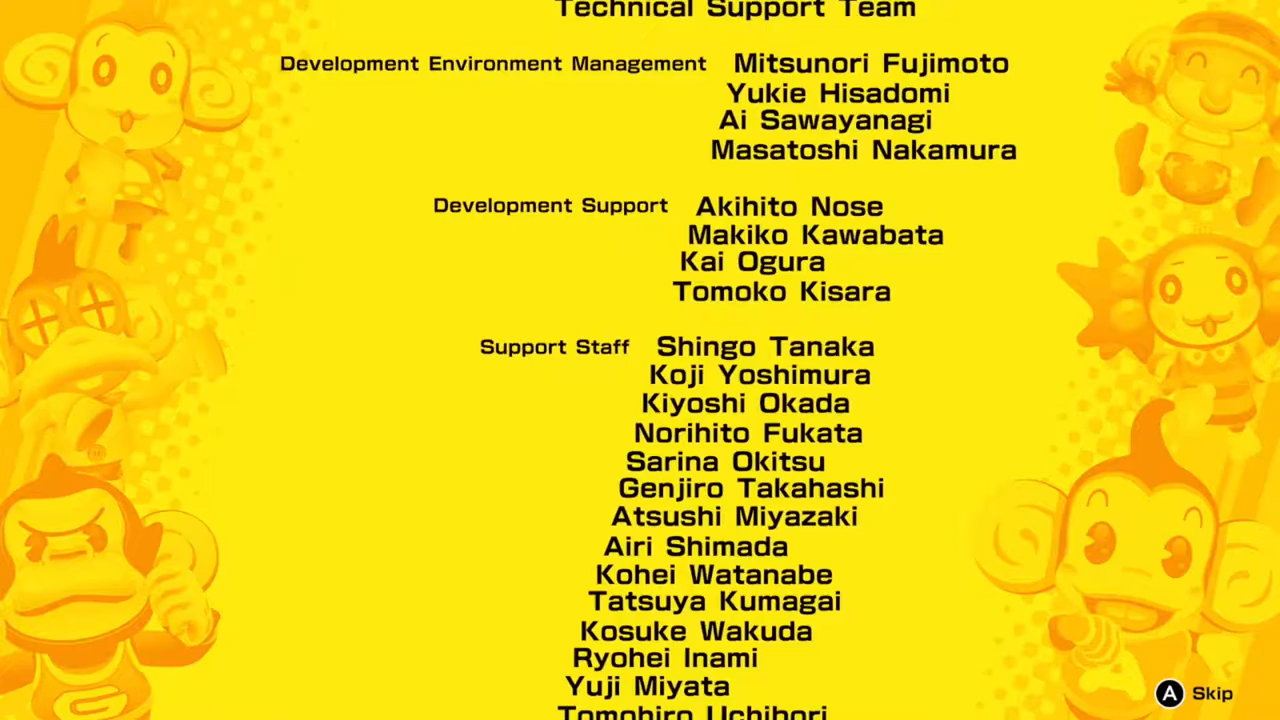 Technical Support Team
Development Environment Management Mitsunori Fujimoto
Yukie Hisadomi
Ai Sawayanagi
Masatoshi Nakamura
Development Support Akihito Nose
Makiko Kawabata
Kai Ogura
Tomoko Kisara
Support Staff Shingo Tanaka
Koji Yoshimura
Kiyoshi Okada
Norihito Fukata
Sarina Okitsu
Genjiro Takahashi
Atsushi Miyazaki
Airi Shimada
Kohei Watanabe
Tatsuya Kumagai
Kosuke Wakuda
Ryohei Inami
Yuji Miyata
Tomohiro Uchibori
A Skip
G